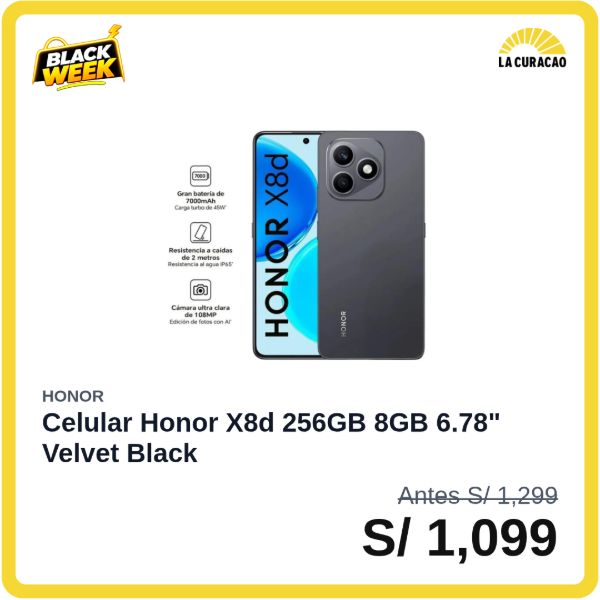 BLACK
WEEK
LA CURACAO
7000
Gran batería de
7000mAh
Carga turbo de 45W*
Resistencia a caídas
de 2 metros
Resistencia al agua IP65*
Cámara ultra clara
de 108MP
Edición de fotos con AI*
HONOR X8d
HONOR
HONOR
Celular Honor X8d 256GB 8GB 6.78"
Velvet Black
Antes S/ 1,299
S/ 1,099